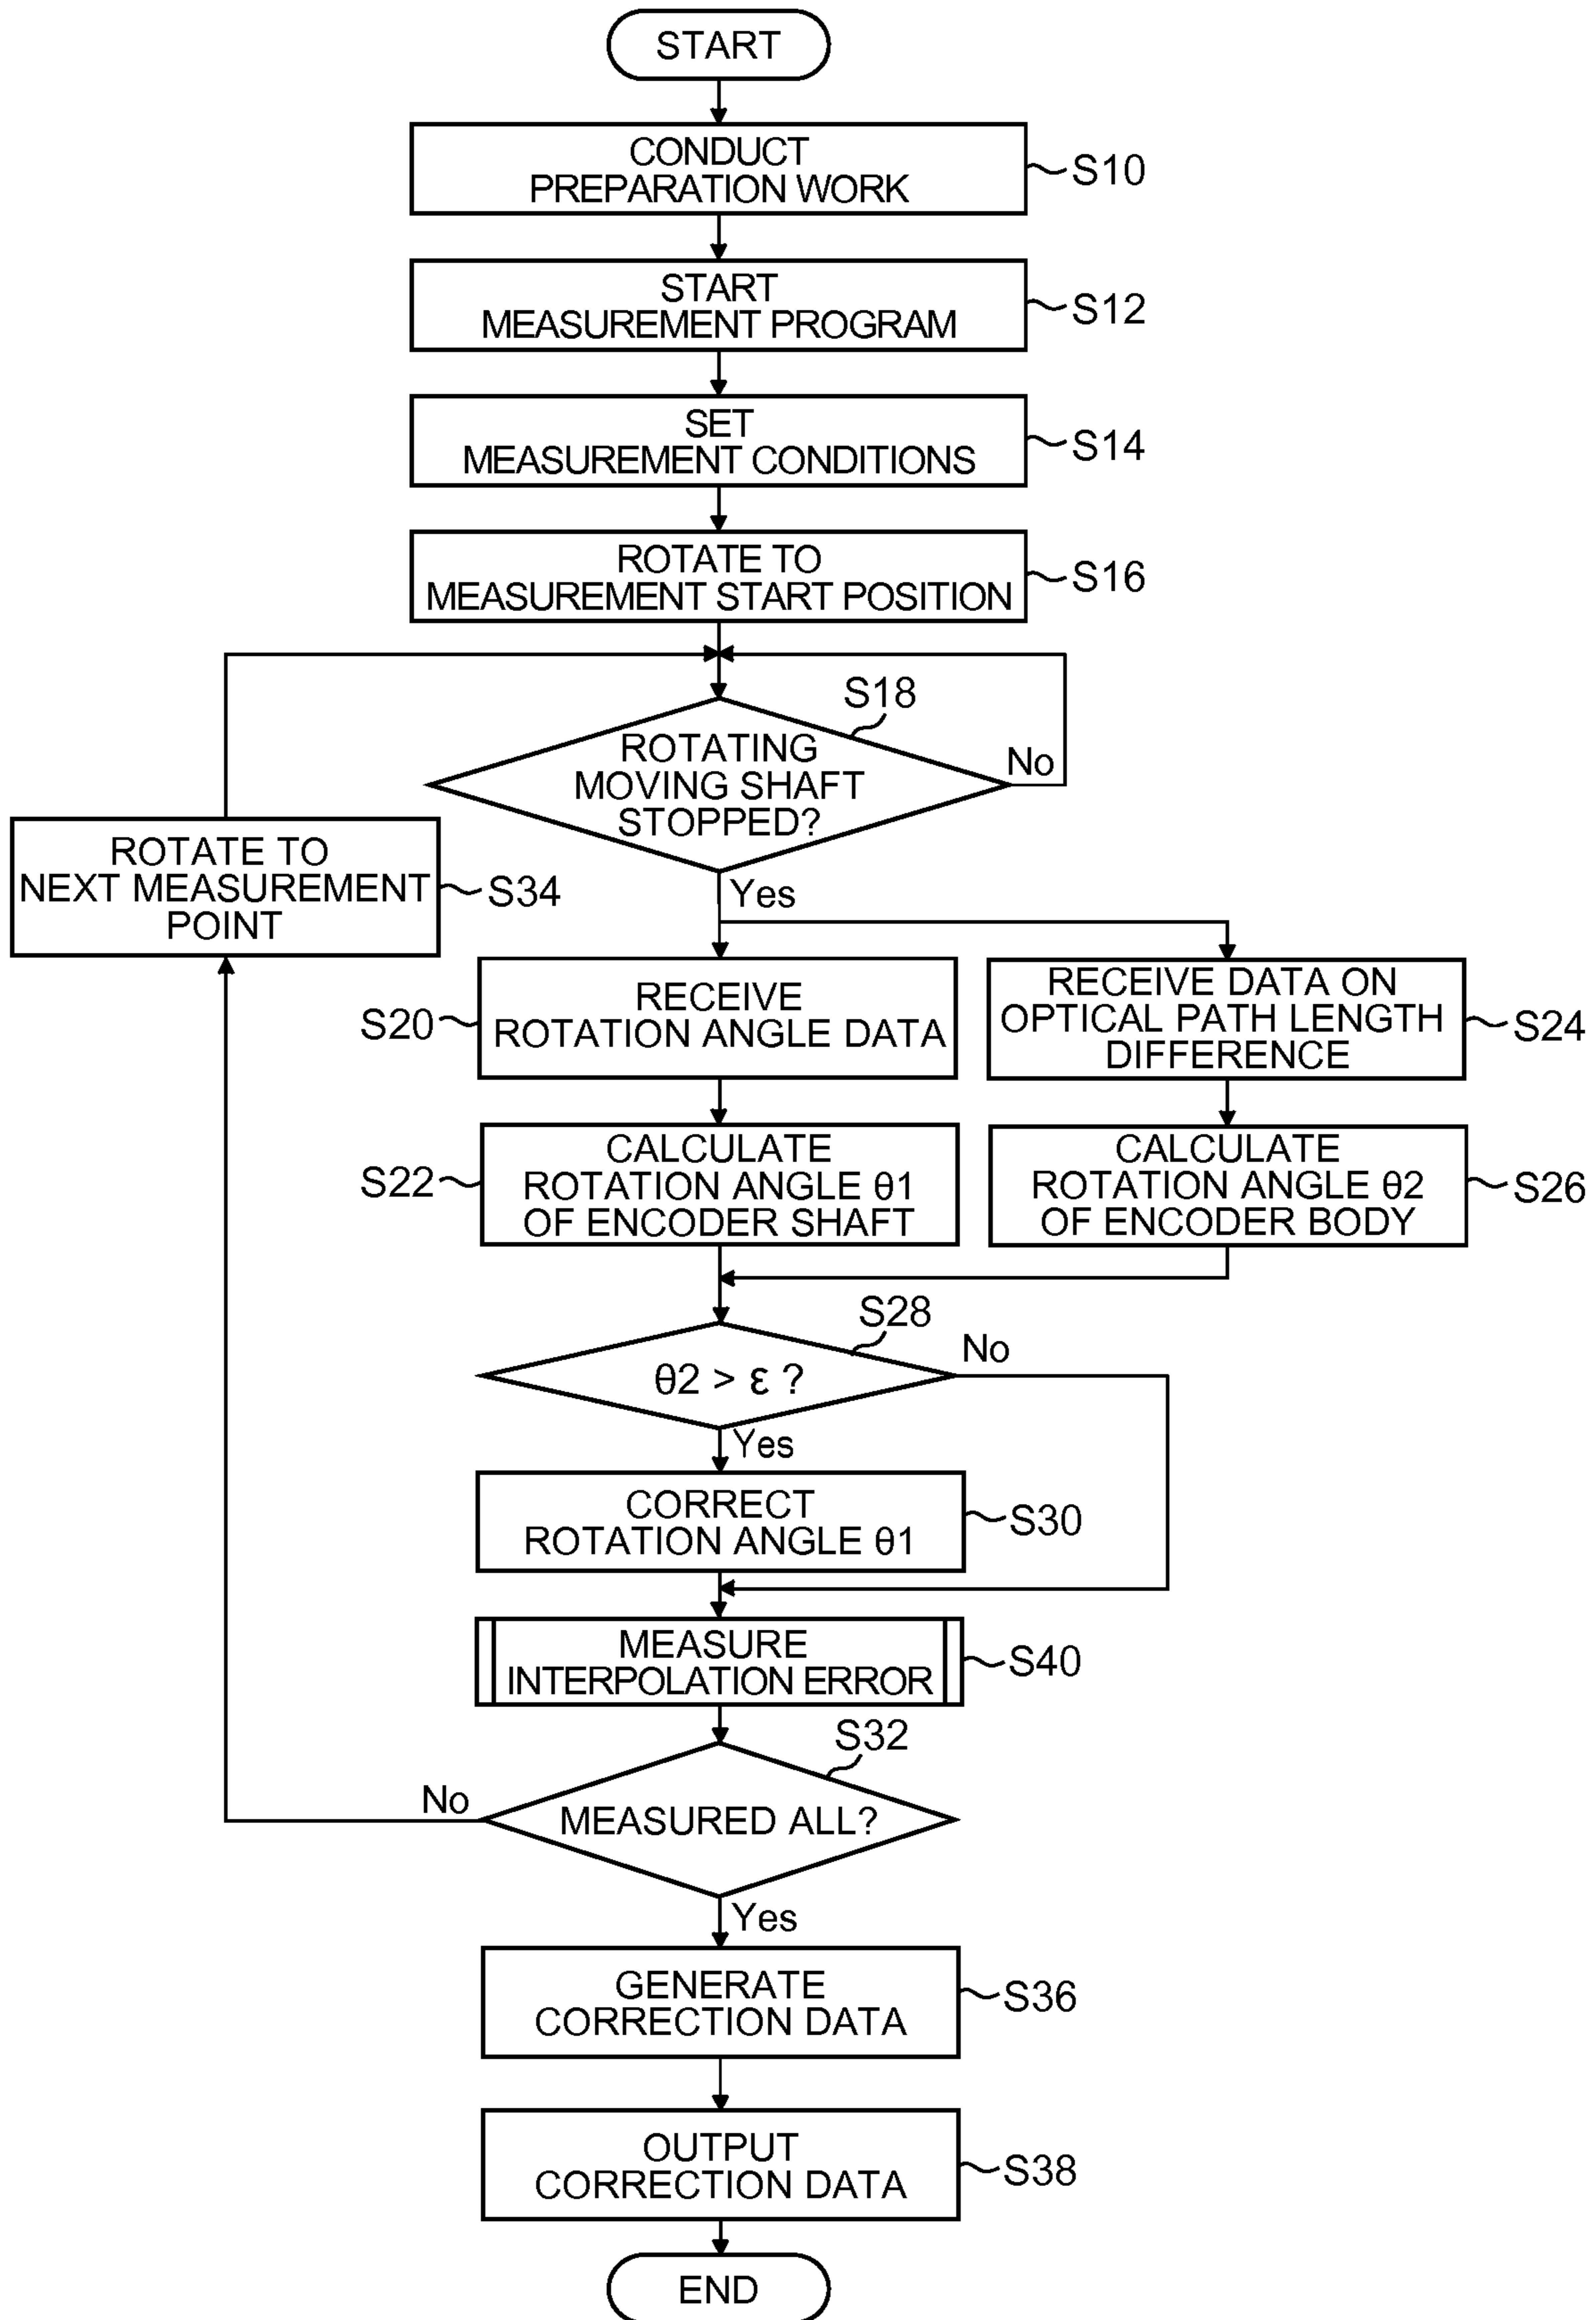 START
CONDUCT
PREPARATION WORK
S10
START
MEASUREMENT PROGRAM
S12
SET
MEASUREMENT CONDITIONS
S14
ROTATE TO
MEASUREMENT START POSITION
S16
S18
ROTATING
MOVING SHAFT
STOPPED?
No
Yes
ROTATE TO
NEXT MEASUREMENT
POINT
S34
S20
RECEIVE
ROTATION ANGLE DATA
RECEIVE DATA ON
OPTICAL PATH LENGTH
DIFFERENCE
S24
S22
CALCULATE
ROTATION ANGLE θ1
OF ENCODER SHAFT
CALCULATE
ROTATION ANGLE θ2
OF ENCODER BODY
S26
S28
θ2 > ε ?
No
Yes
CORRECT
ROTATION ANGLE θ1
S30
MEASURE
INTERPOLATION ERROR
S40
S32
MEASURED ALL?
No
Yes
GENERATE
CORRECTION DATA
S36
OUTPUT
CORRECTION DATA
S38
END